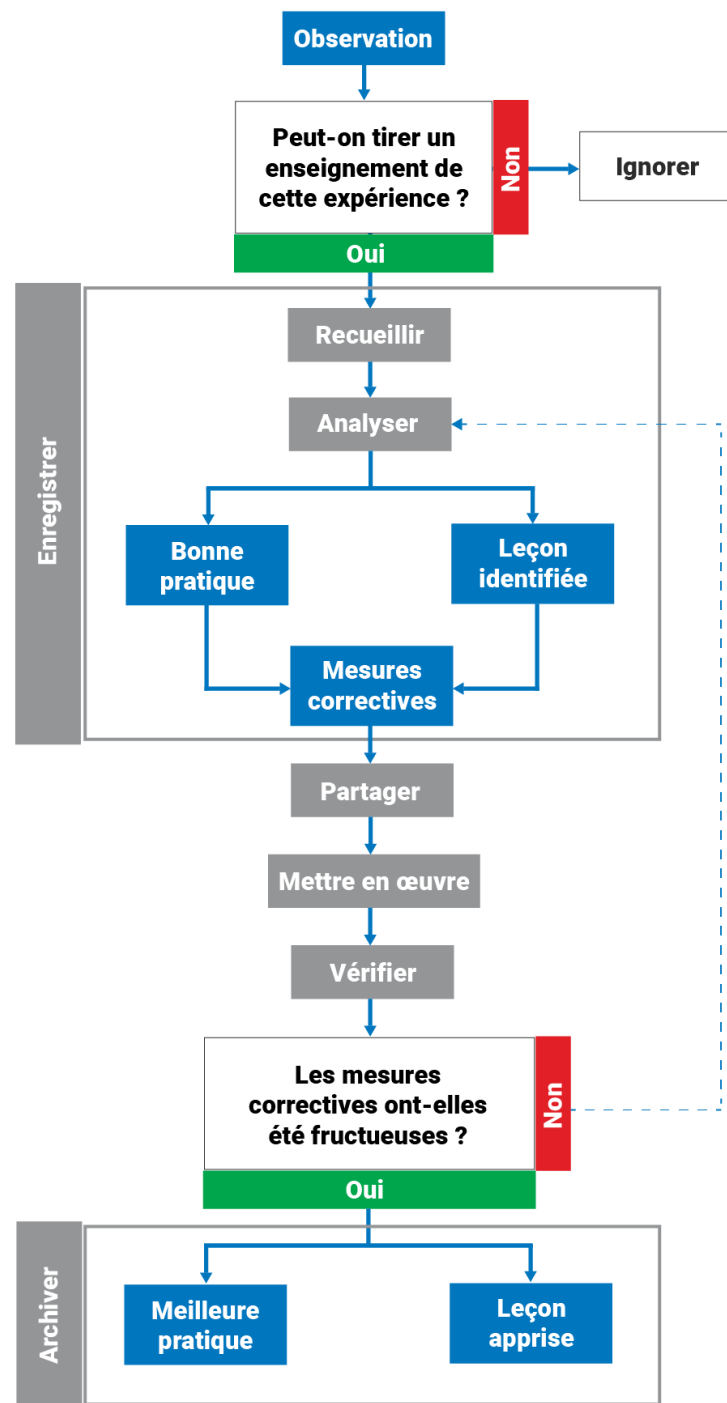 Observation
Peut-on tirer un
enseignement de
cette expérience ?
Non
Ignorer
Oui
Enregistrer
Recueillir
Analyser
Bonne
pratique
Leçon
identifiée
Mesures
correctives
Partager
Mettre en œuvre
Vérifier
Les mesures
correctives ont-elles
été fructueuses ?
Non
Oui
Archiver
Meilleure
pratique
Leçon
apprise